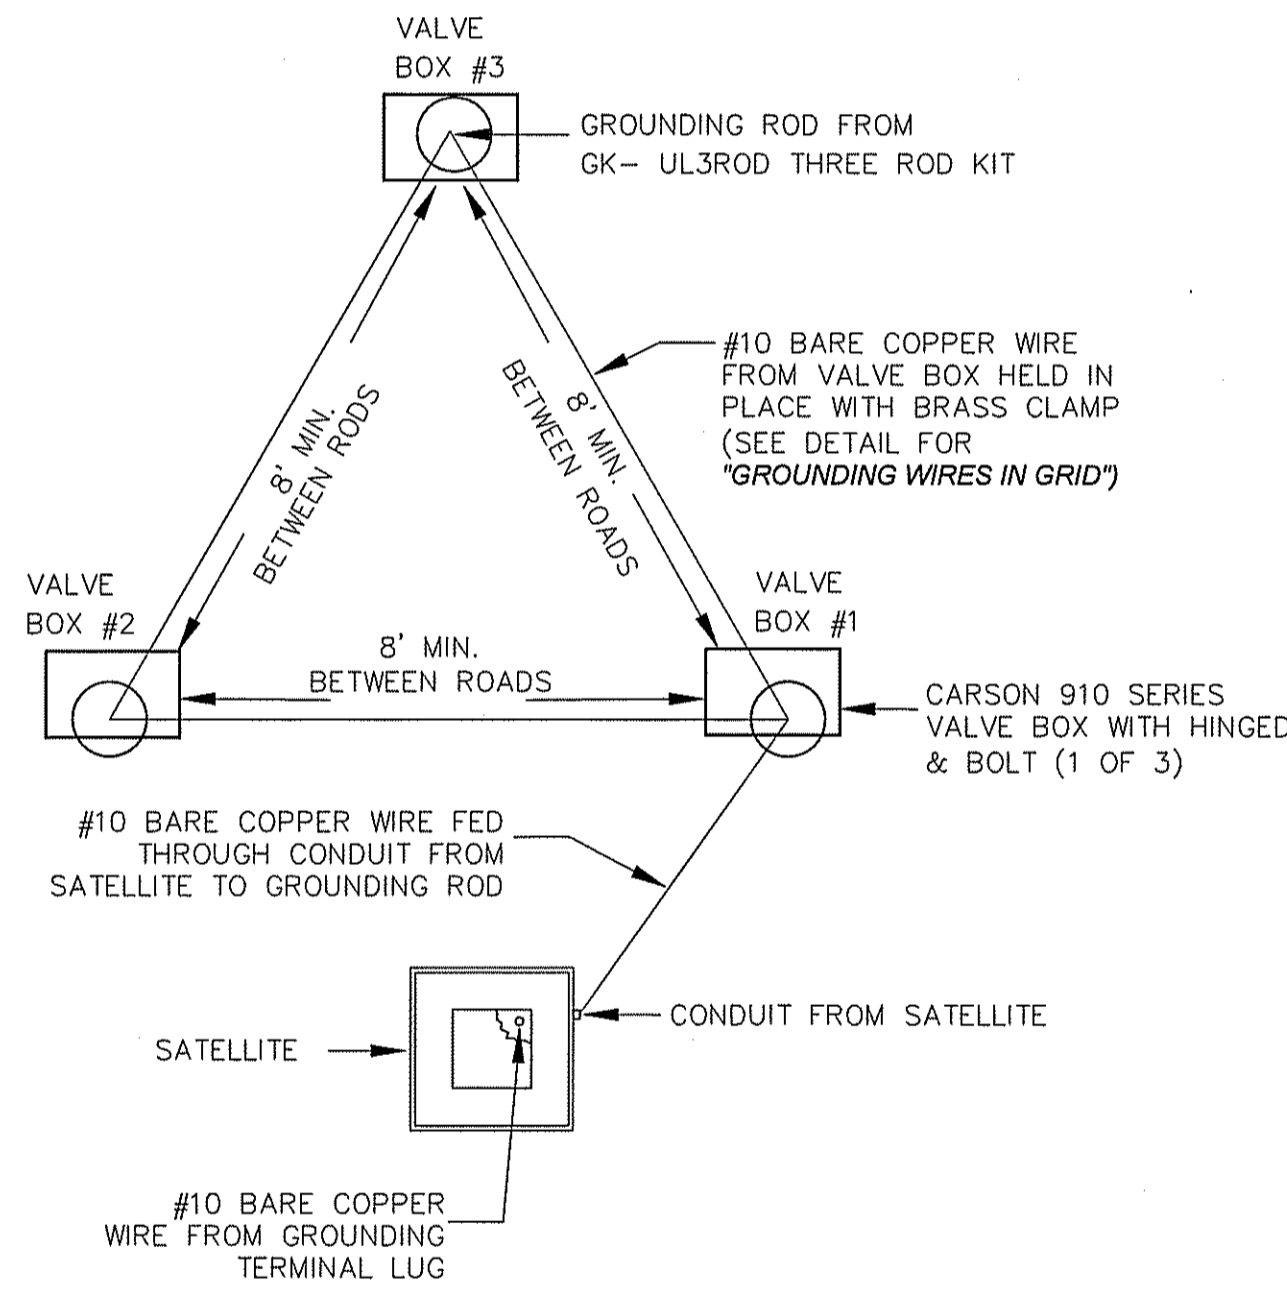 VALVE
BOX #3
GROUNDING ROD FROM
GK- UL3ROD THREE ROD KIT
#10 BARE COPPER WIRE
FROM VALVE BOX HELD IN
PLACE WITH BRASS CLAMP
(SEE DETAIL FOR
"GROUNDING WIRES IN GRID")
8' MIN.
BETWEEN RODS
8' MIN.
BETWEEN ROADS
VALVE
BOX #2
8' MIN.
BETWEEN ROADS
VALVE
BOX #1
CARSON 910 SERIES
VALVE BOX WITH HINGED
& BOLT (1 OF 3)
#10 BARE COPPER WIRE FED
THROUGH CONDUIT FROM
SATELLITE TO GROUNDING ROD
CONDUIT FROM SATELLITE
SATELLITE
#10 BARE COPPER
WIRE FROM GROUNDING
TERMINAL LUG